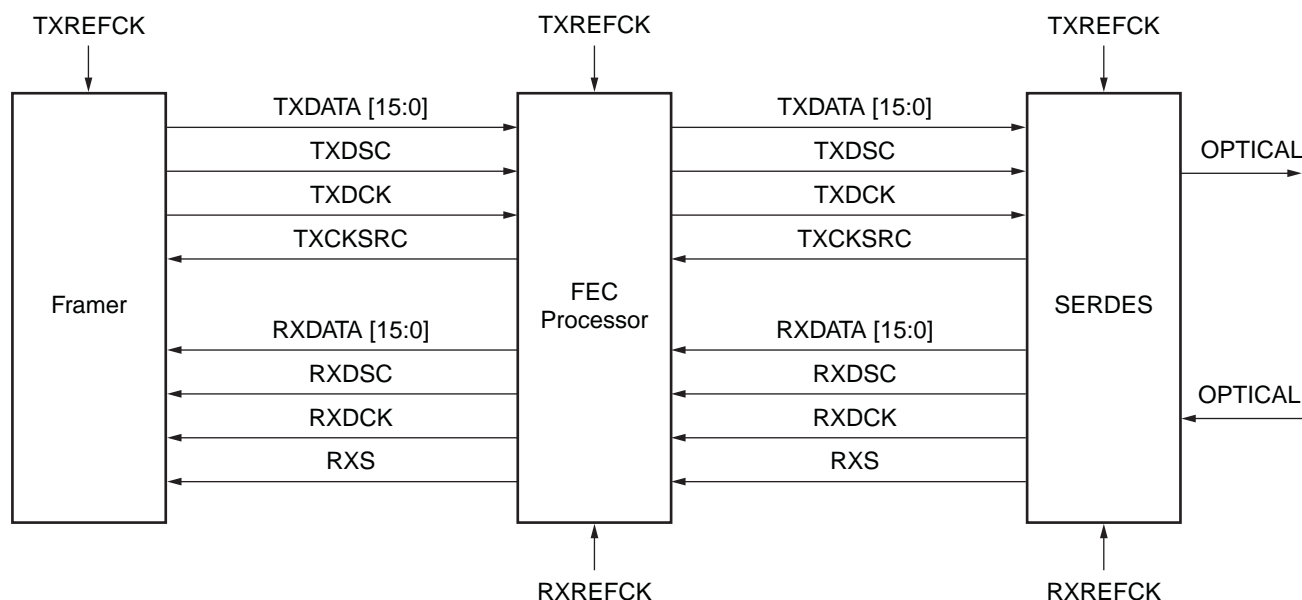 TXREFCK
TXREFCK
TXREFCK
TXDATA [15:0]
TXDATA [15:0]
TXDSC
TXDSC
OPTICAL
TXDCK
TXDCK
TXCKSRC
TXCKSRC
Framer
FEC
Processor
SERDES
RXDATA [15:0]
RXDATA [15:0]
RXDSC
RXDSC
OPTICAL
RXDCK
RXDCK
RXS
RXS
RXREFCK
RXREFCK